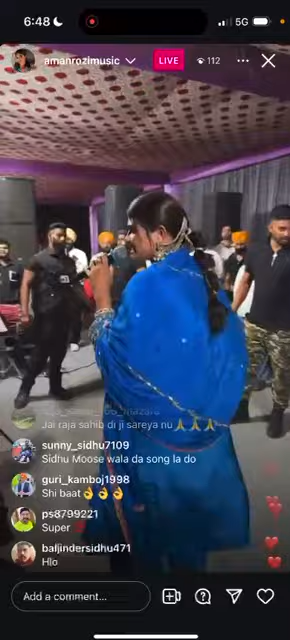 6:48
5G
amanrozimusic
LIVE
112
Jai raja sahib di ji sareya nu🙏🙏🙏
sunny_sidhu7109
Sidhu Moose wala da song la do
guri_kamboj1998
Shi baat👌👌👌
ps8799221
Super
baljindersidhu471
Hlo
Add a comment...